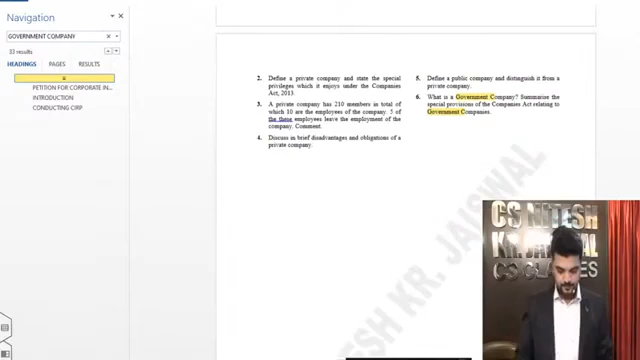 Navigation
GOVERNMENT COMPANY
33 results
HEADINGS PAGES RESULTS
PETITION FOR CORPORATE IN...
INTRODUCTION
CONDUCTING CIRP
2. Define a private company and state the special
privileges which it enjoys under the Companies
Act, 2013.
3. A private company has 210 members in total of
which 10 are the employees of the company. 5 of
the these employees leave the employment of the
company. Comment.
4. Discuss in brief disadvantages and obligations of a
private company.
5. Define a public company and distinguish it from a
private company.
6. What is a Government Company? Summarise the
special provisions of the Companies Act relating to
Government Companies.
NESH KR. JAISWAL
CS NITESH
KR. JAISWAL
CS CLASSES